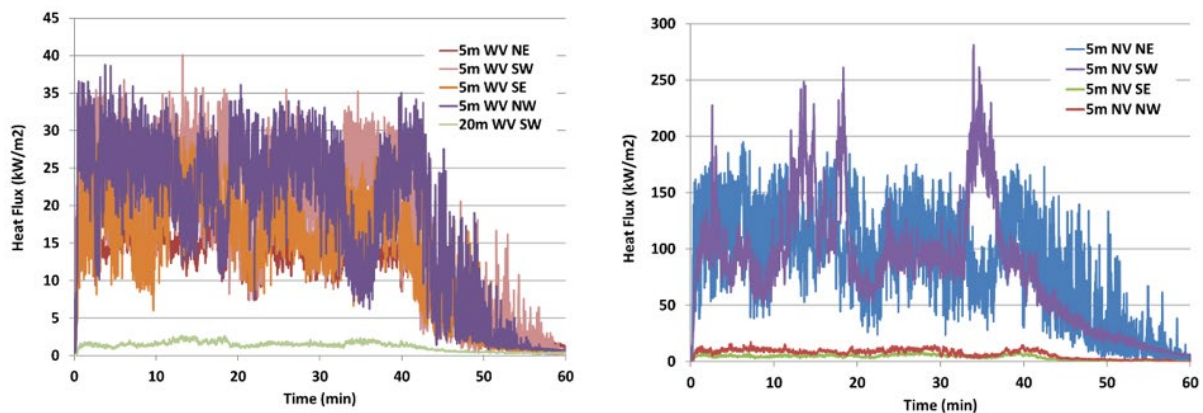 45
40
35
30
25
20
15
10
5
0
Heat Flux (kW/m2)
5m WV NE
5m WV SW
5m WV SE
5m WV NW
20m WV SW
0 10 20 30 40 50 60
Time (min)
300
250
200
150
100
50
0
Heat Flux (kW/m2)
5m NV NE
5m NV SW
5m NV SE
5m NV NW
0 10 20 30 40 50 60
Time (min)